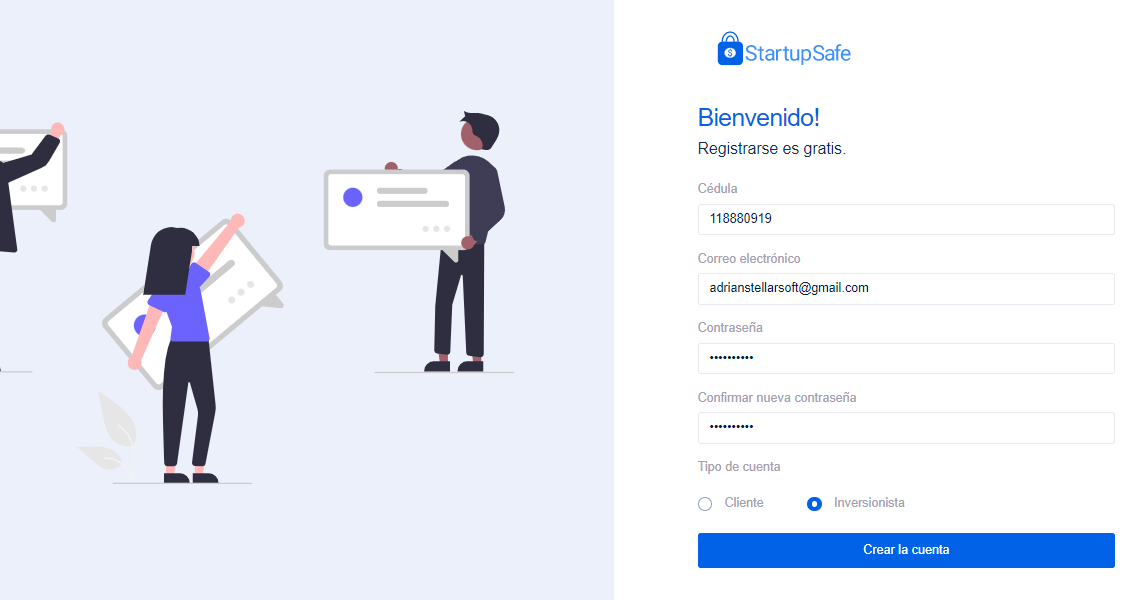 StartupSafe
Bienvenido!
Registrarse es gratis.
Cédula
118880919
Correo electrónico
adrianstellarsoft@gmail.com
Contraseña
••••••••••
Confirmar nueva contraseña
••••••••••
Tipo de cuenta
Cliente Inversionista
Crear la cuenta